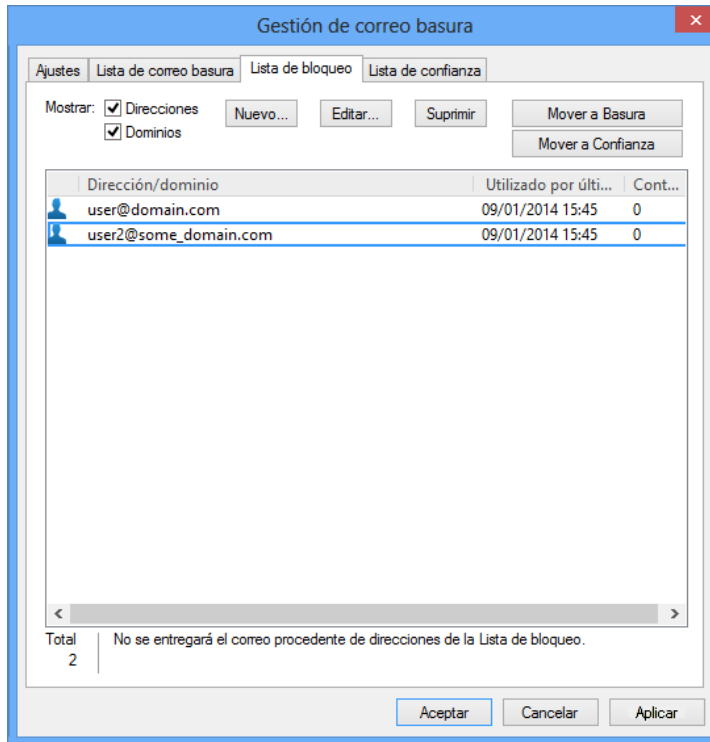 Gestión de correo basura
Ajustes Lista de correo basura Lista de bloqueo Lista de confianza
Mostrar: Direcciones Nuevo... Editar... Suprimir Mover a Basura
Dominios Mover a Confianza
Dirección/dominio Utilizado por últi... Cont...
user@domain.com 09/01/2014 15:45 0
user2@some_domain.com 09/01/2014 15:45 0
Total No se entregará el correo procedente de direcciones de la Lista de bloqueo.
2
Aceptar Cancelar Aplicar